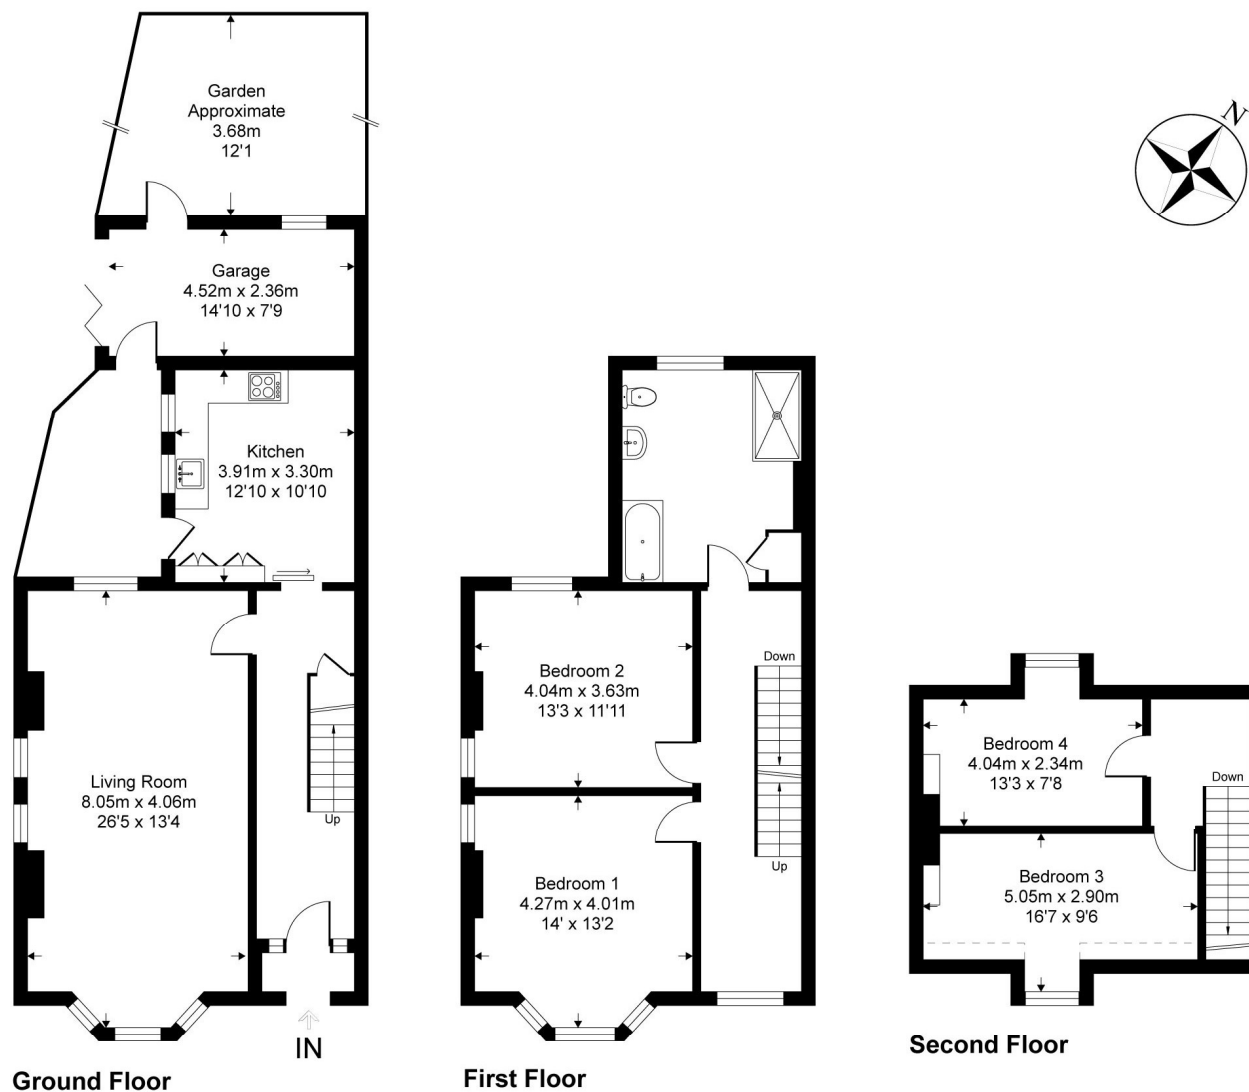 Garden
Approximate
3.68m
12'1
N
Garage
4.52m x 2.36m
14'10 x 7'9
Kitchen
3.91m x 3.30m
12'10 x 10'10
Living Room
8.05m x 4.06m
26'5 x 13'4
Up
IN
Ground Floor
Bedroom 2
4.04m x 3.63m
13'3 x 11'11
Down
Bedroom 1
4.27m x 4.01m
14' x 13'2
Up
First Floor
Bedroom 4
4.04m x 2.34m
13'3 x 7'8
Down
Bedroom 3
5.05m x 2.90m
16'7 x 9'6
Second Floor